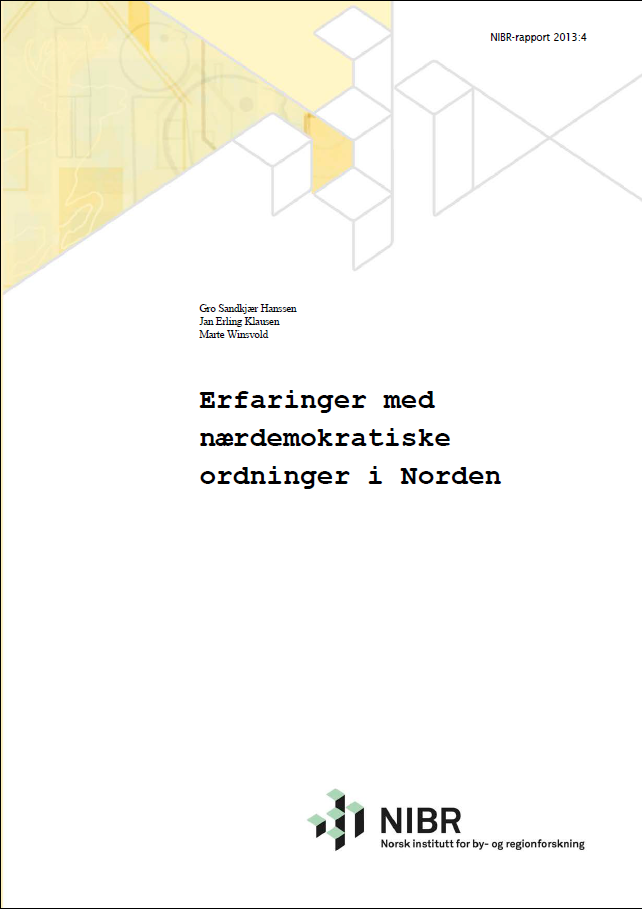 NIBR-rapport 2013:4
Gro Sandkjær Hanssen
Jan Erling Klausen
Marte Winsvold
Erfaringer med
nærdemokratiske
ordninger i Norden
NIBR
Norsk institutt for by- og regionforskning